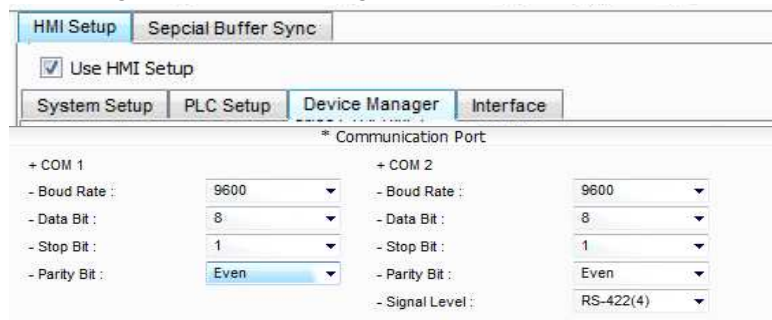 HMI Setup Sepcial Buffer Sync
Use HMI Setup
System Setup PLC Setup Device Manager Interface
* Communication Port
+ COM 1 + COM 2
- Boud Rate : 9600 - Boud Rate : 9600
- Data Bit : 8 - Data Bit : 8
- Stop Bit : 1 - Stop Bit : 1
- Parity Bit : Even - Parity Bit : Even
- Signal Level : RS-422(4)